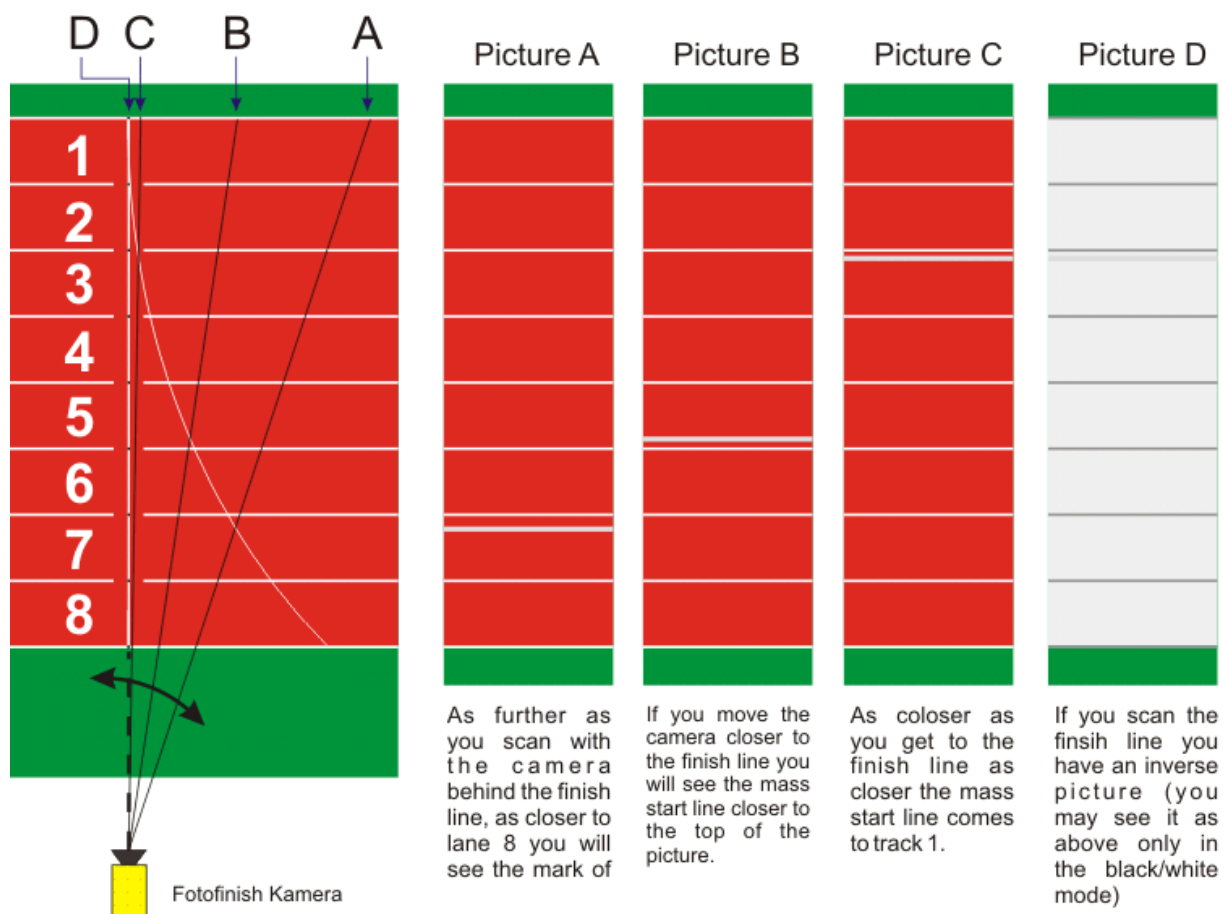 D C B A
Picture A
Picture B
Picture C
Picture D
1
2
3
4
5
6
7
8
Fotofinish Kamera
As further as
you scan with
the camera
behind the finish
line, as closer to
lane 8 you will
see the mark of
If you move the
camera closer to
the finish line you
will see the mass
start line closer to
the top of the
picture.
As coloser as
you get to the
finish line as
closer the mass
start line comes
to track 1.
If you scan the
finsih line you
have an inverse
picture (you
may see it as
above only in
the black/white
mode)